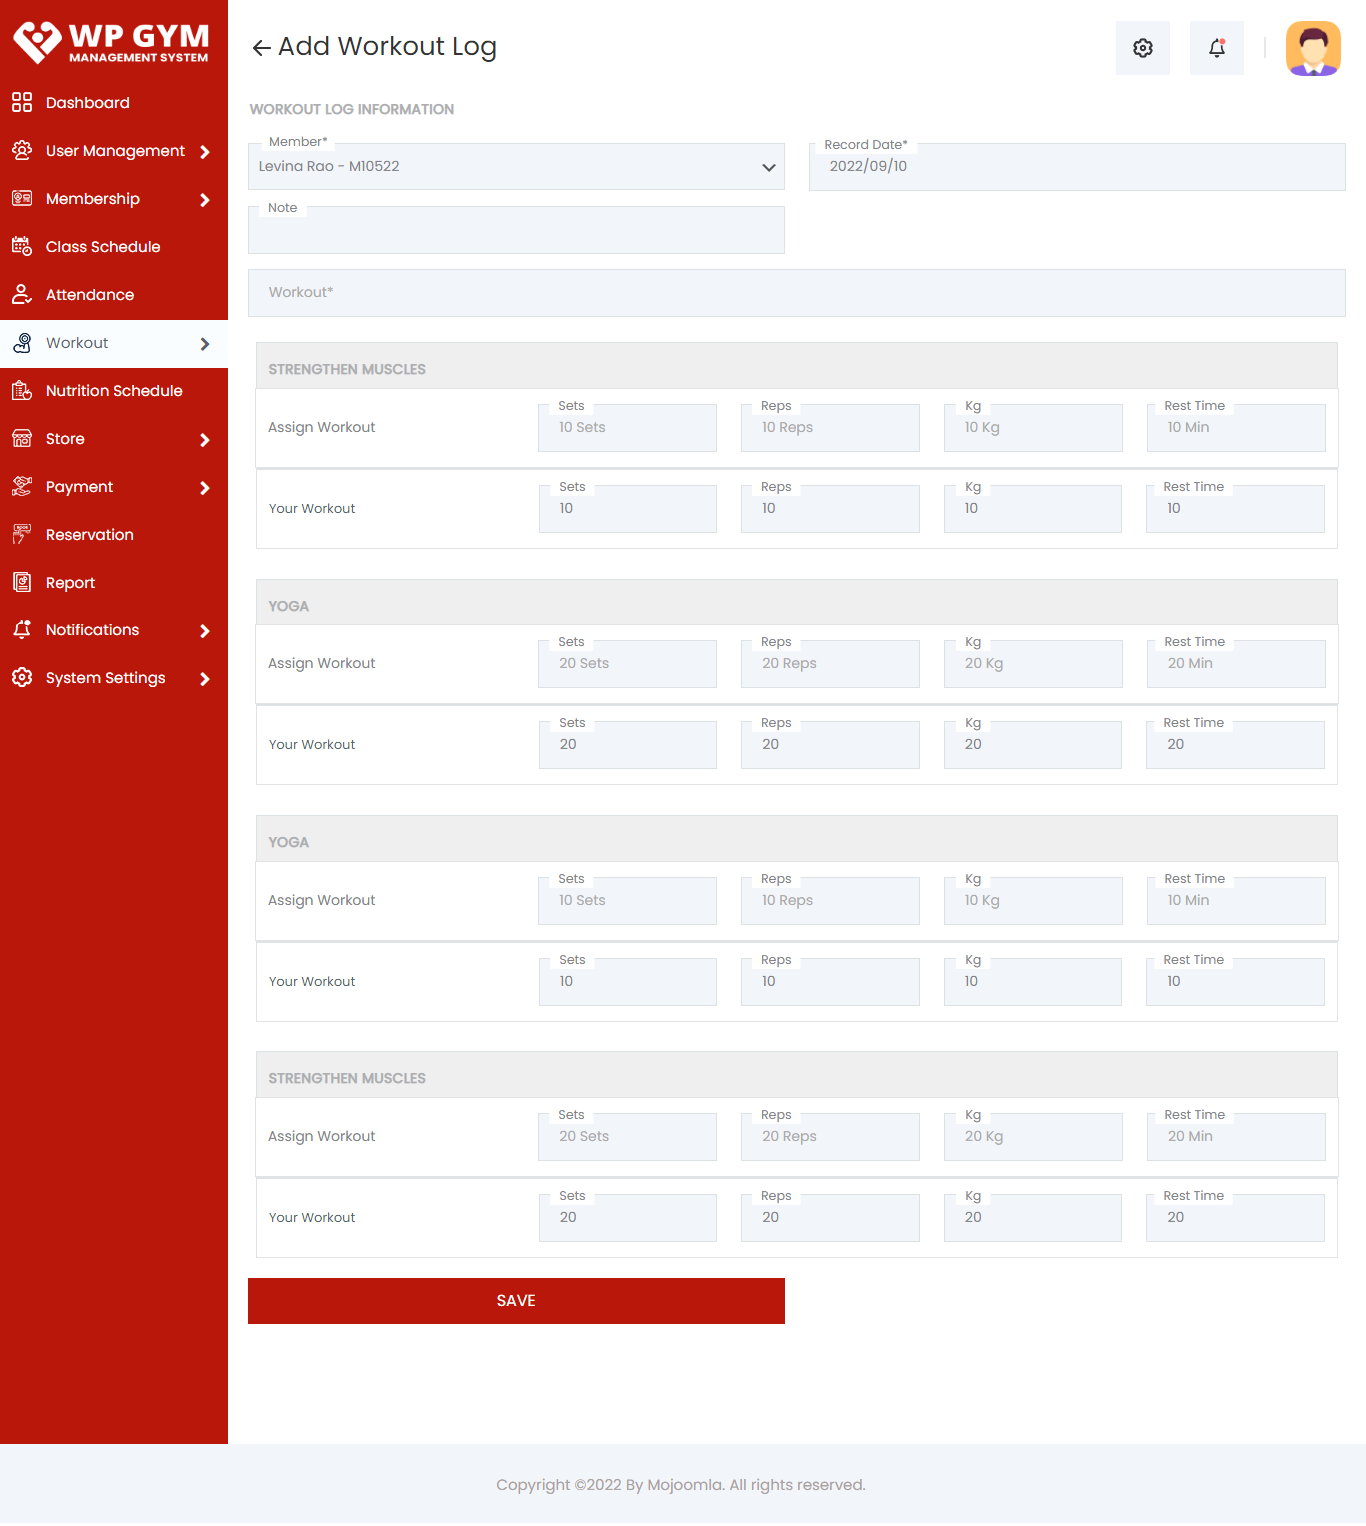 WP GYM
MANAGEMENT SYSTEM
Dashboard
User Management
Membership
Class Schedule
Attendance
Workout
Nutrition Schedule
Store
Payment
Reservation
Report
Notifications
System Settings
Add Workout Log
WORKOUT LOG INFORMATION
Member*
Levina Rao - M10522
Record Date*
2022/09/10
Note
Workout*
STRENGTHEN MUSCLES
Assign Workout
Sets
10 Sets
Reps
10 Reps
Kg
10 Kg
Rest Time
10 Min
Your Workout
Sets
10
Reps
10
Kg
10
Rest Time
10
YOGA
Assign Workout
Sets
20 Sets
Reps
20 Reps
Kg
20 Kg
Rest Time
20 Min
Your Workout
Sets
20
Reps
20
Kg
20
Rest Time
20
YOGA
Assign Workout
Sets
10 Sets
Reps
10 Reps
Kg
10 Kg
Rest Time
10 Min
Your Workout
Sets
10
Reps
10
Kg
10
Rest Time
10
STRENGTHEN MUSCLES
Assign Workout
Sets
20 Sets
Reps
20 Reps
Kg
20 Kg
Rest Time
20 Min
Your Workout
Sets
20
Reps
20
Kg
20
Rest Time
20
SAVE
Copyright ©2022 By Mojoomla. All rights reserved.